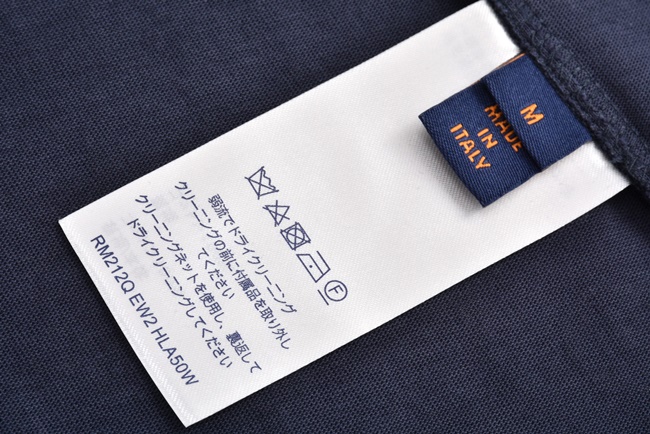 M
MADE
IN
ITALY
F
弱流でドライクリーニング
クリーニングの前に付属品を取り外し
てください
クリーニングネットを使用し、裏返して
ドライクリーニングしてください
RM212Q EW2 HLA50W